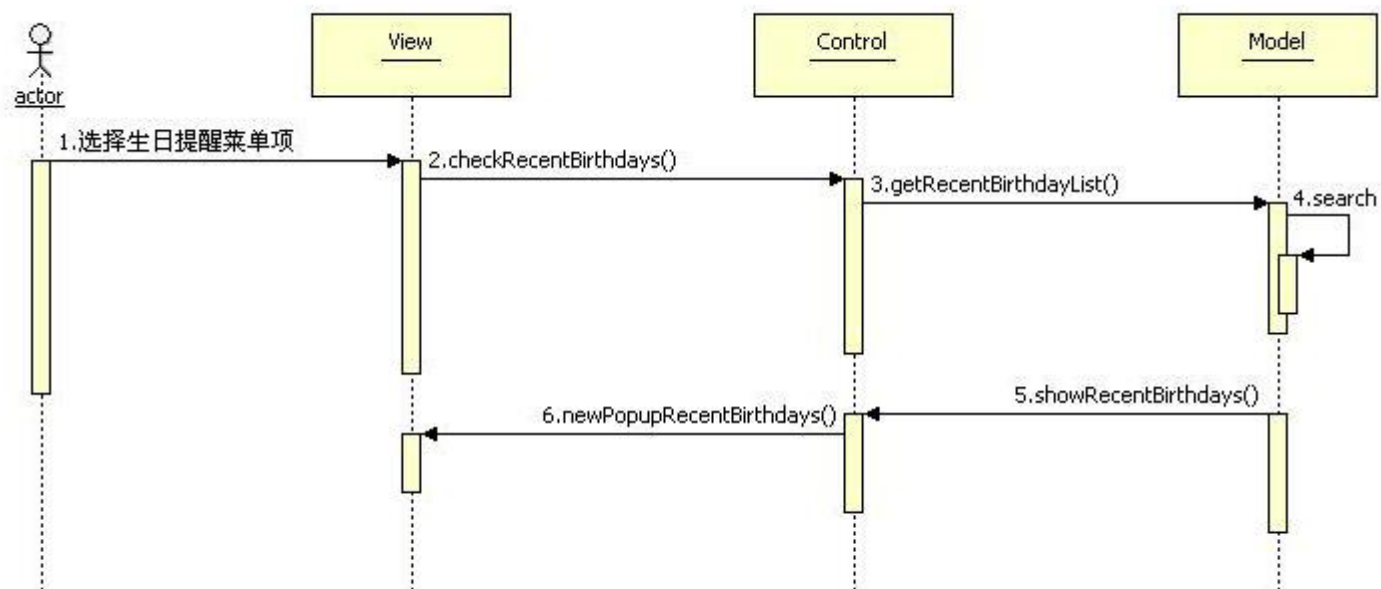 View
Control
Model
actor
1.选择生日提醒菜单项
2.checkRecentBirthdays()
3.getRecentBirthdayList()
4.search
5.showRecentBirthdays()
6.newPopupRecentBirthdays()